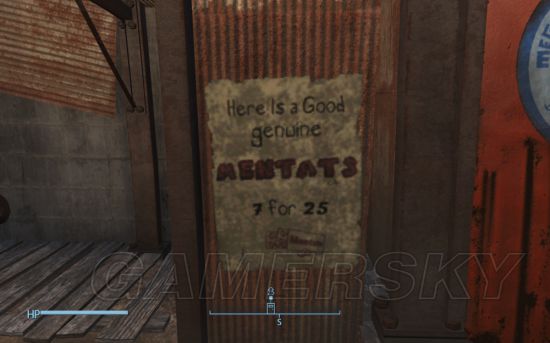 Here Is a Good
genuine
MENTATS
7 for 25
GAMERSKY
HP
S